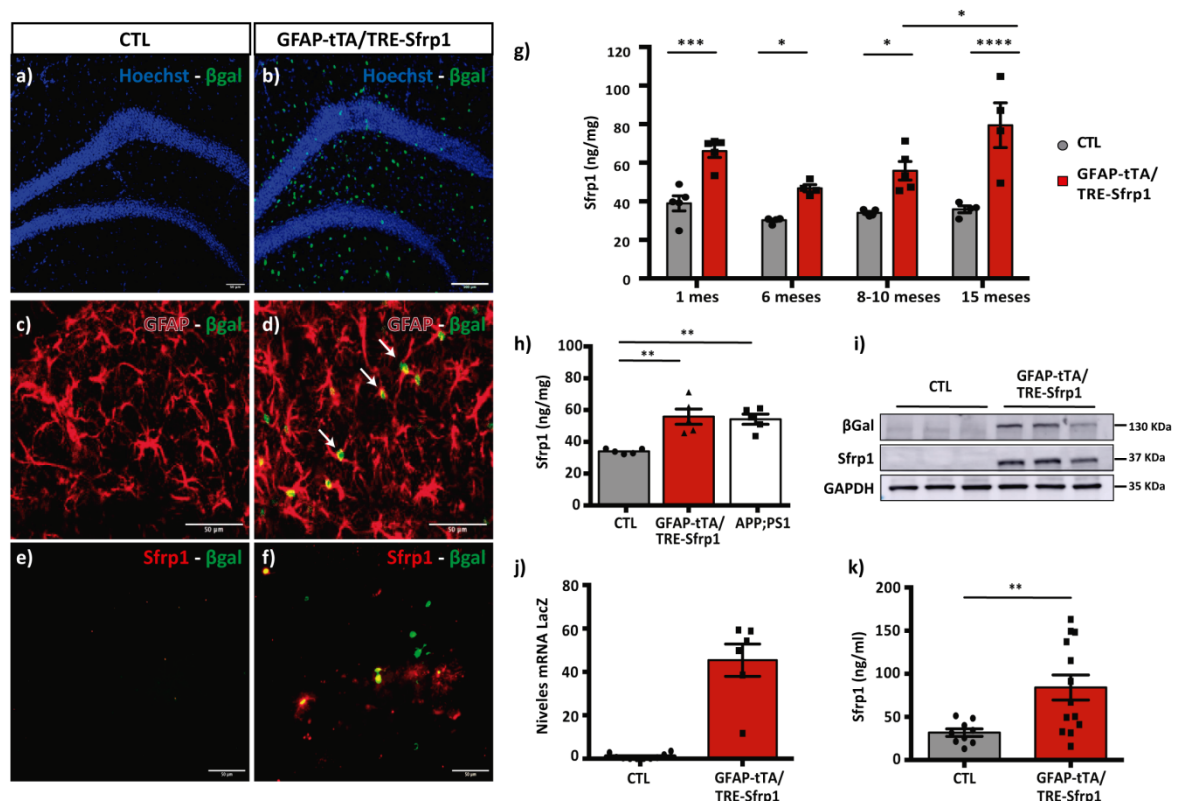 CTL
GFAP-tTA/TRE-Sfrp1
a)
Hoechst - βgal
b)
Hoechst - βgal
c)
GFAP - βgal
d)
GFAP - βgal
50 μm
50 μm
e)
Sfrp1 - βgal
f)
Sfrp1 - βgal
50 μm
50 μm
g)
*
***
*
*
****
Sfrp1 (ng/mg)
120
100
80
60
40
20
0
1 mes
6 meses
8-10 meses
15 meses
CTL
GFAP-tTA/
TRE-Sfrp1
h)
**
**
Sfrp1 (ng/mg)
100
80
60
40
20
0
CTL
GFAP-tTA/
TRE-Sfrp1
APP;PS1
i)
CTL
GFAP-tTA/
TRE-Sfrp1
βGal
130 KDa
Sfrp1
37 KDa
GAPDH
35 KDa
j)
Niveles mRNA LacZ
80
60
40
20
0
CTL
GFAP-tTA/
TRE-Sfrp1
k)
**
Sfrp1 (ng/ml)
200
150
100
50
0
CTL
GFAP-tTA/
TRE-Sfrp1